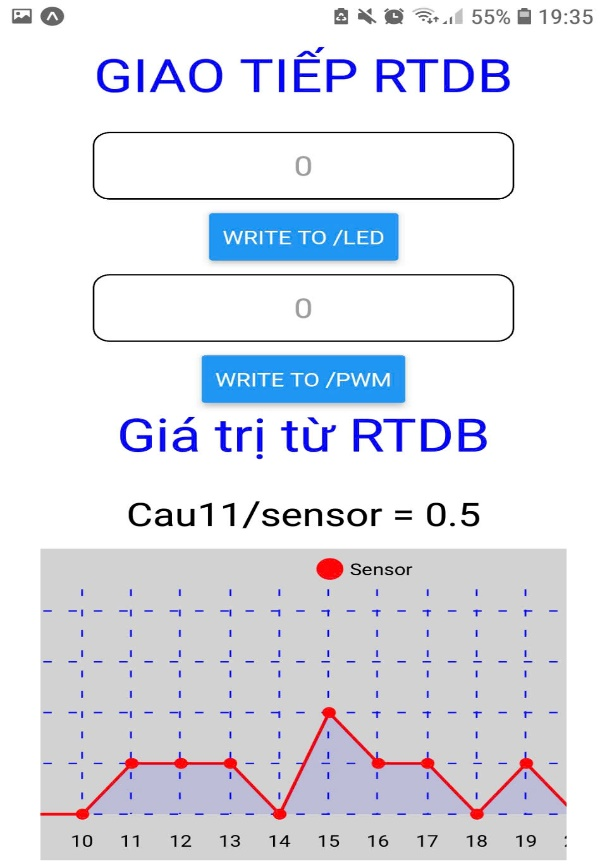 55% 19:35
GIAO TIẾP RTDB
0
WRITE TO /LED
0
WRITE TO /PWM
Giá trị từ RTDB
Cau11/sensor = 0.5
Sensor
10 11 12 13 14 15 16 17 18 19